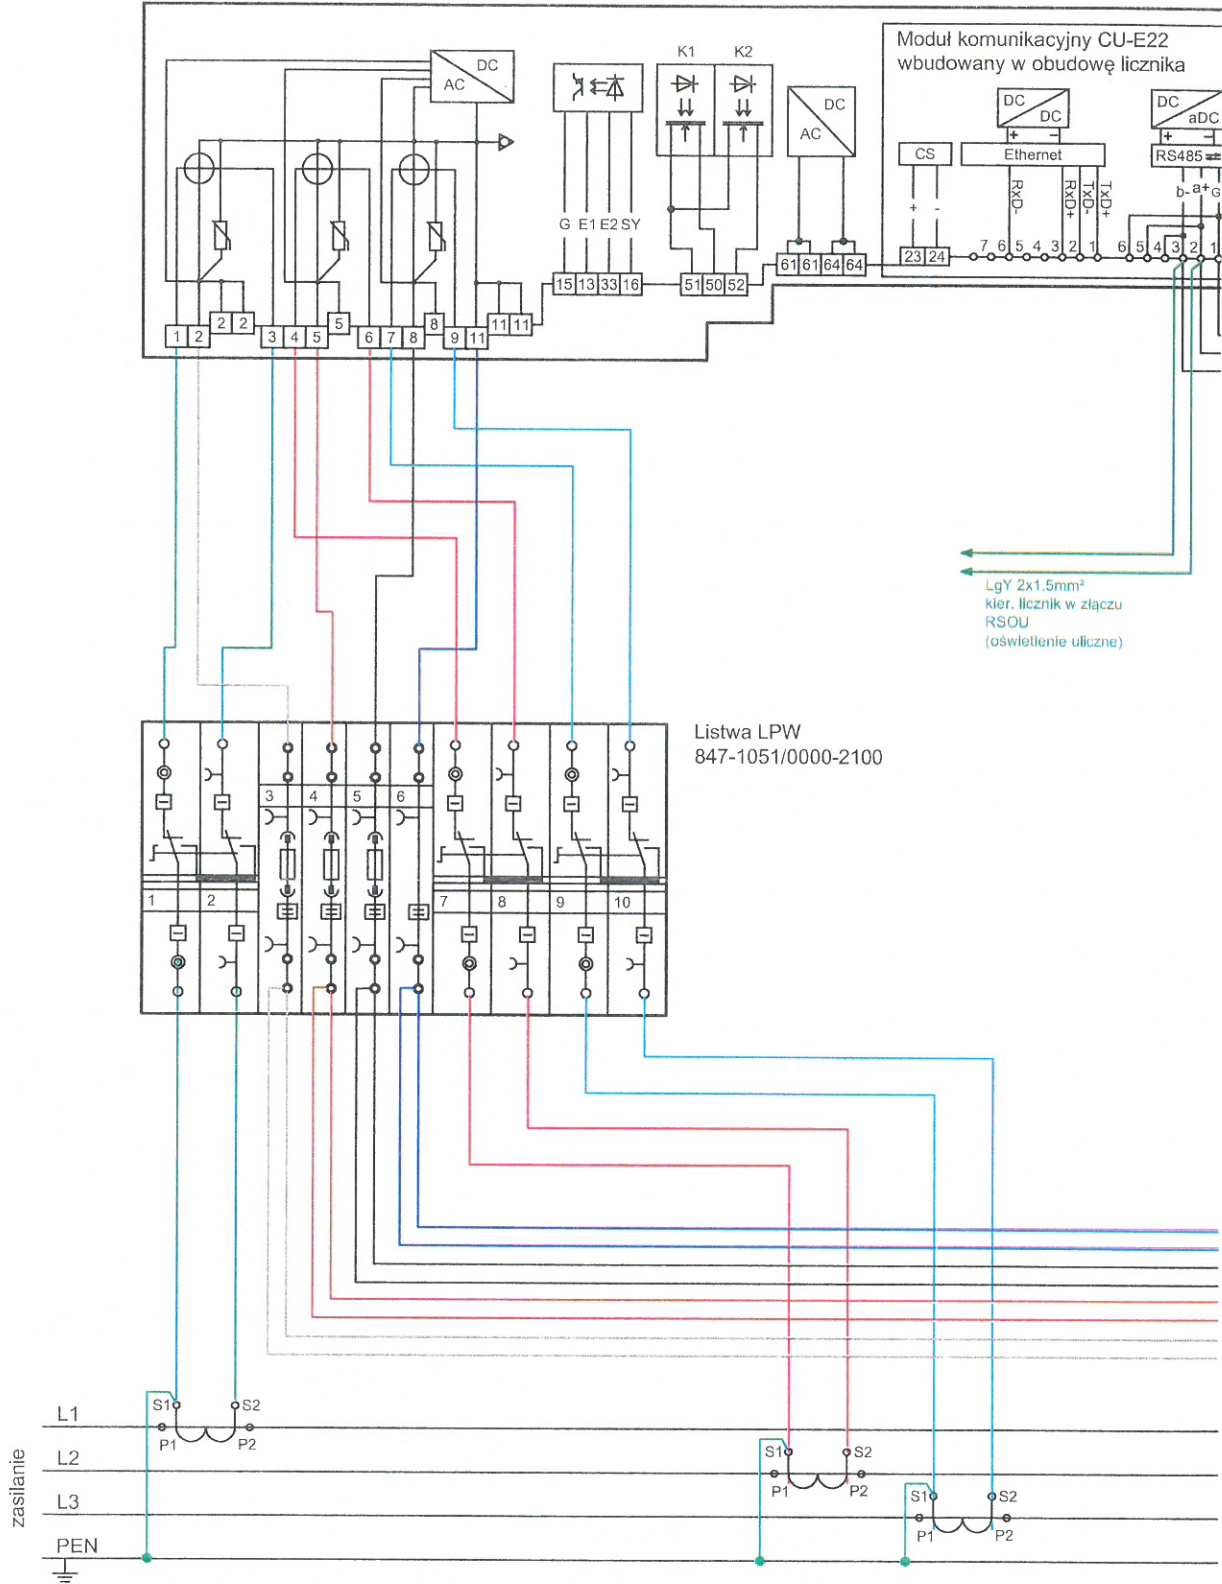 Moduł komunikacyjny CU-E22
wbudowany w obudowę licznika
K1 K2
DC
AC
DC
AC
DC
DC
DC
aDC
+ − + −
CS
Ethernet
RS485
RxD- RxD+ TxD- TxD+
b- a+ G
+ -
G E1 E2 SY
7 6 5 4 3 2 1
6 5 4 3 2 1
23 24
61 61 64 64
15 13 33 16
51 50 52
1 2 2 2 3 4 5 5 6 7 8 8 9 11 11 11
LgY 2x1.5mm²
kier. licznik w złączu
RSOU
(oświetlenie uliczne)
Listwa LPW
847-1051/0000-2100
3 4 5 6
1 2 7 8 9 10
zasilanie
L1
S1 S2
P1 P2
L2
S1 S2
P1 P2
L3
S1 S2
P1 P2
PEN